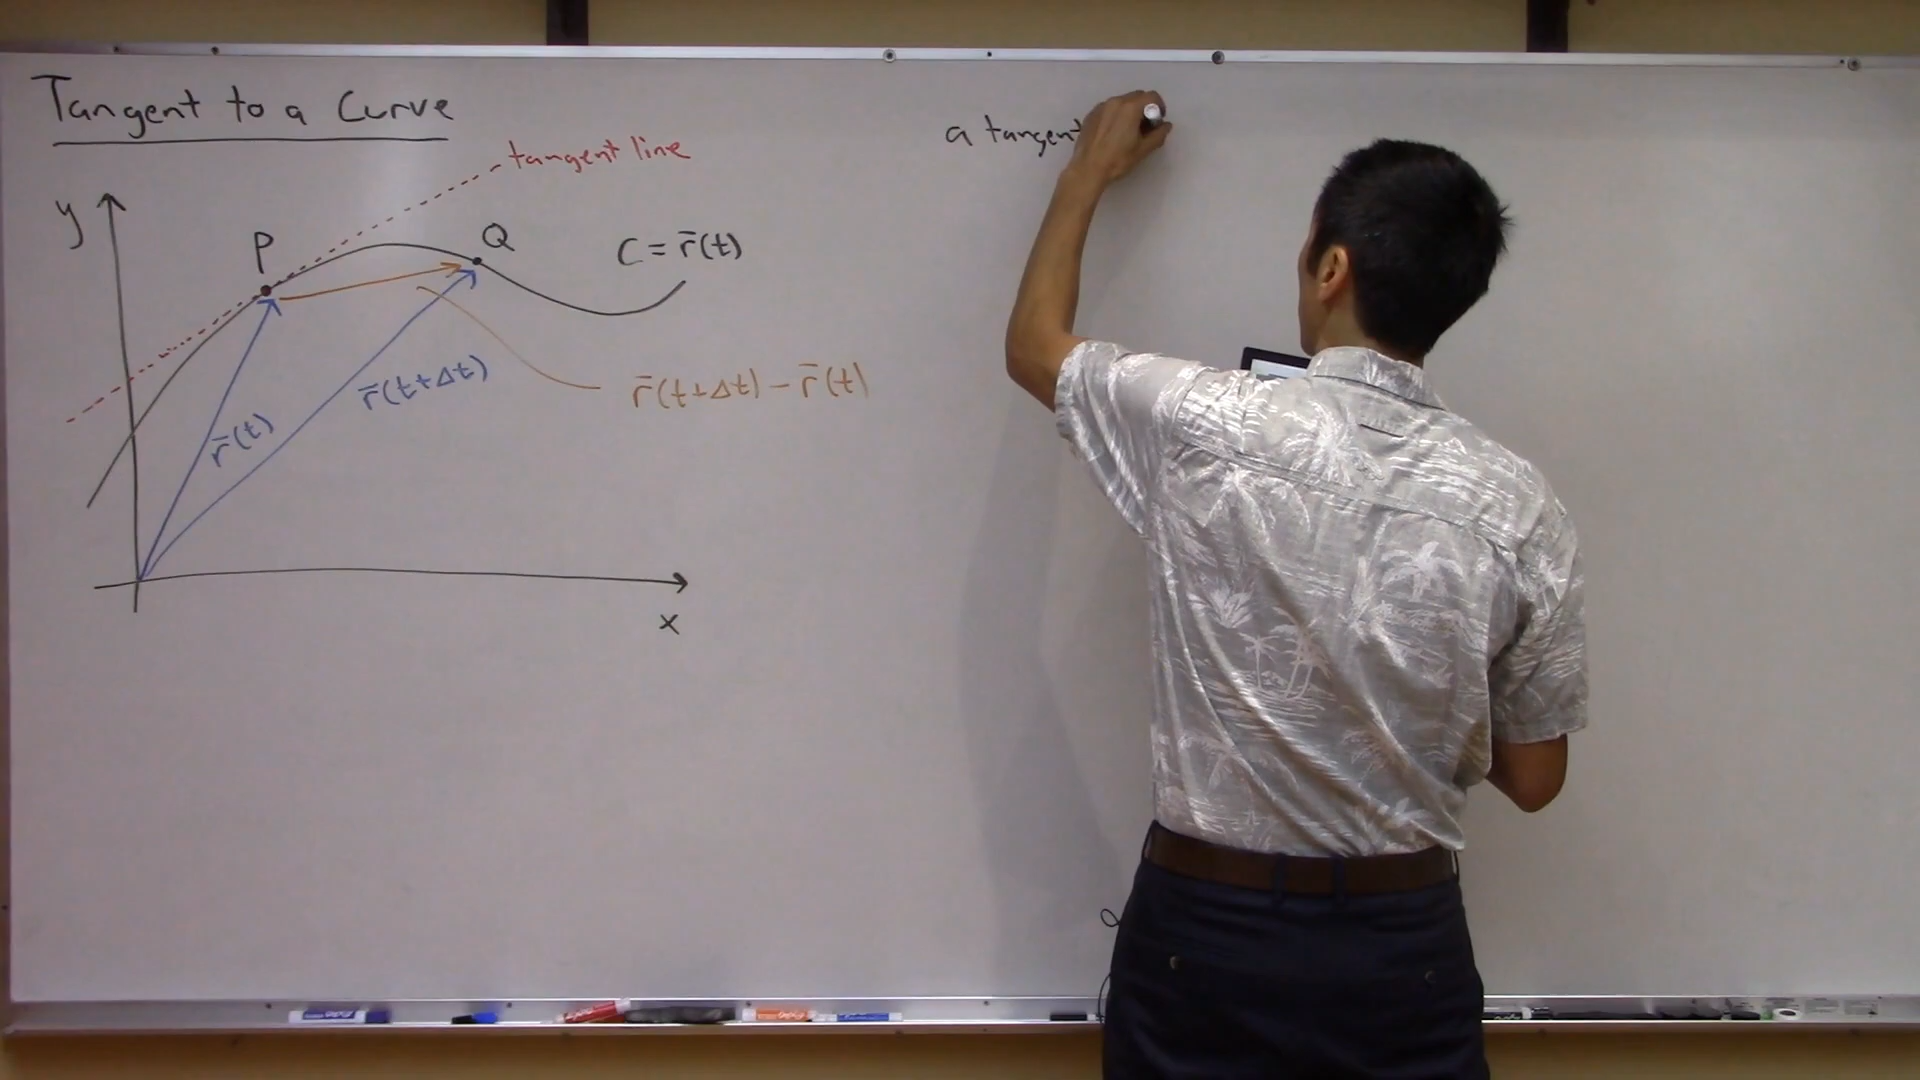 Tangent to a Curve
tangent line
a tangent
y
P
Q
C = r̄(t)
r̄(t+Δt)
r̄(t+Δt) − r̄(t)
r̄(t)
x